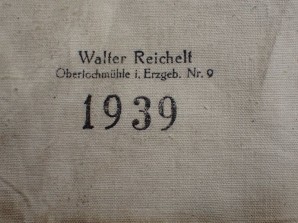 Walter Reichelt
Oberlochmühle i. Erzgeb. Nr. 9
1939